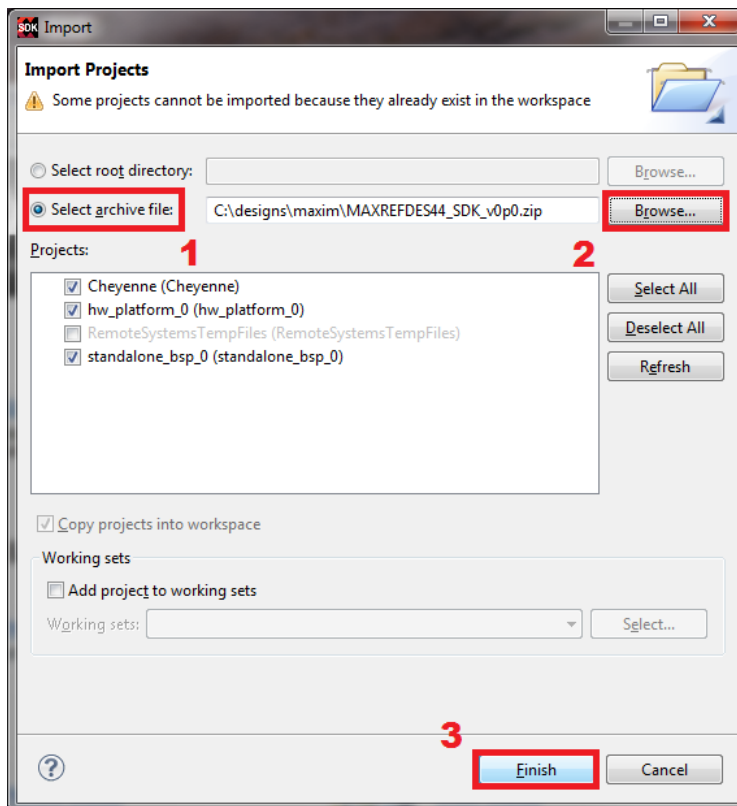 SDK Import
Import Projects
Some projects cannot be imported because they already exist in the workspace
Select root directory: Browse...
Select archive file: C:\designs\maxim\MAXREFDES44_SDK_v0p0.zip Browse...
1 2
Projects:
Cheyenne (Cheyenne) Select All
hw_platform_0 (hw_platform_0)
RemoteSystemsTempFiles (RemoteSystemsTempFiles) Deselect All
standalone_bsp_0 (standalone_bsp_0) Refresh
Copy projects into workspace
Working sets
Add project to working sets
Working sets: Select...
3
? Finish Cancel